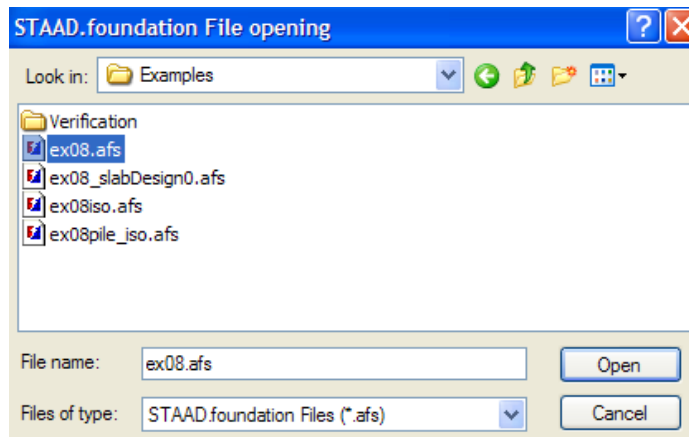 STAAD.foundation File opening
Look in: Examples
Verification
ex08.afs
ex08_slabDesign0.afs
ex08iso.afs
ex08pile_iso.afs
File name: ex08.afs Open
Files of type: STAAD.foundation Files (*.afs) Cancel